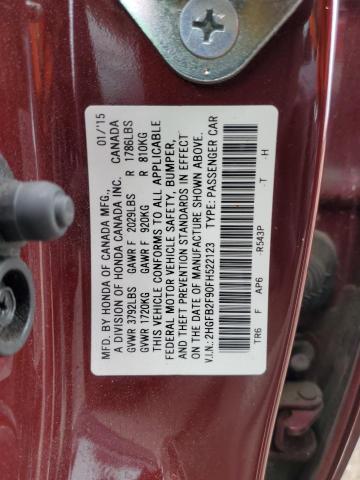 MFD. BY HONDA OF CANADA MFG., 01/15
A DIVISION OF HONDA CANADA INC. CANADA
GVWR 3792LBS GAWR F 2029LBS R 1786LBS
GVWR 1720KG GAWR F 920KG R 810KG
THIS VEHICLE CONFORMS TO ALL APPLICABLE
FEDERAL MOTOR VEHICLE SAFETY, BUMPER,
AND THEFT PREVENTION STANDARDS IN EFFECT
ON THE DATE OF MANUFACTURE SHOWN ABOVE.
V.I.N.: 2HGFB2F90FH522123 TYPE: PASSENGER CAR
TR6 F AP6 R543P T H